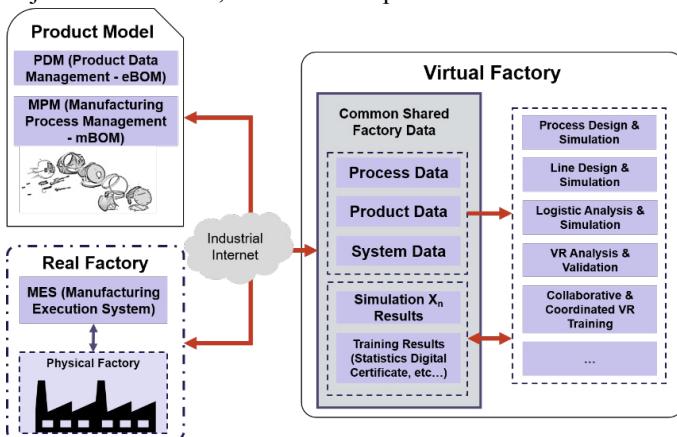 Product Model
PDM (Product Data
Management - eBOM)
MPM (Manufacturing
Process Management
- mBOM)
Real Factory
MES (Manufacturing
Execution System)
Physical Factory
Industrial
Internet
Virtual Factory
Common Shared
Factory Data
Process Data
Product Data
System Data
Simulation Xn
Results
Training Results
(Statistics Digital
Certificate, etc...)
Process Design &
Simulation
Line Design &
Simulation
Logistic Analysis &
Simulation
VR Analysis &
Validation
Collaborative &
Coordinated VR
Training
...